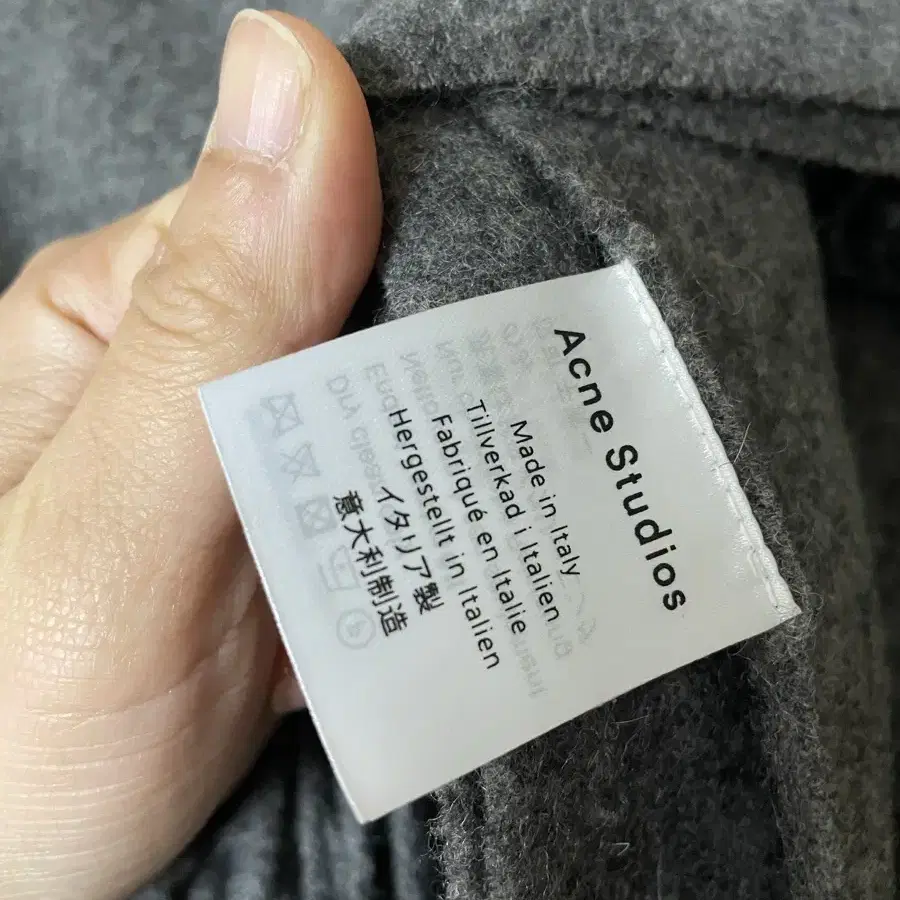 Acne Studios
Made in Italy
Tillverkad i Italien
Fabriqué en Italie
Hergestellt in Italien
イタリア製
意大利制造